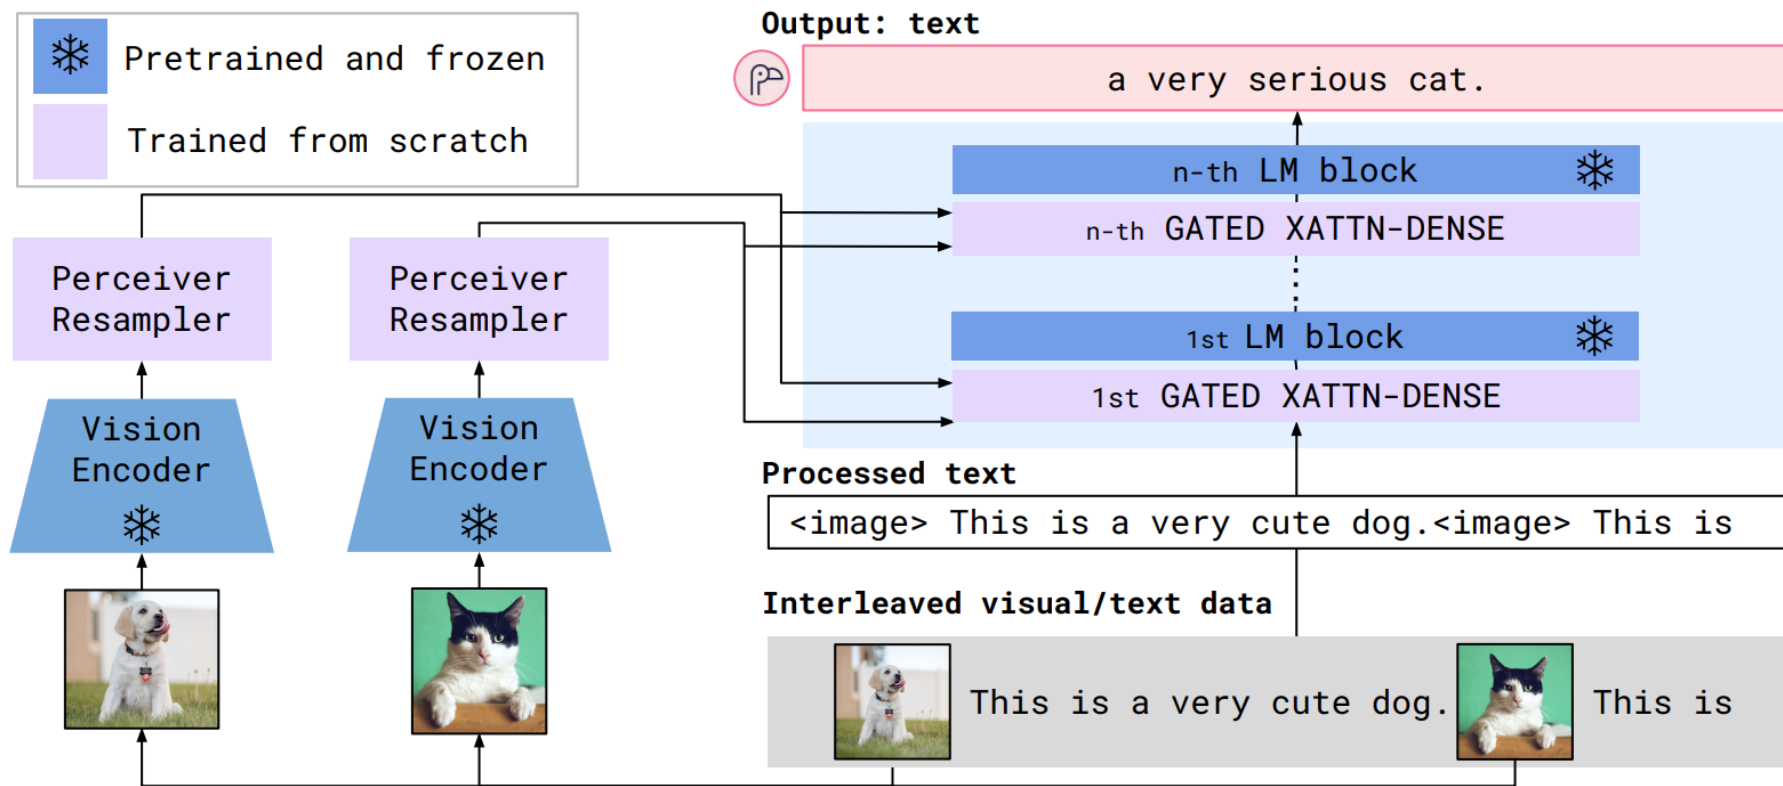 Pretrained and frozen
Trained from scratch
Output: text
a very serious cat.
n-th LM block
n-th GATED XATTN-DENSE
1st LM block
1st GATED XATTN-DENSE
Perceiver
Resampler
Perceiver
Resampler
Vision
Encoder
Vision
Encoder
Processed text
<image> This is a very cute dog.<image> This is
Interleaved visual/text data
This is a very cute dog.
This is